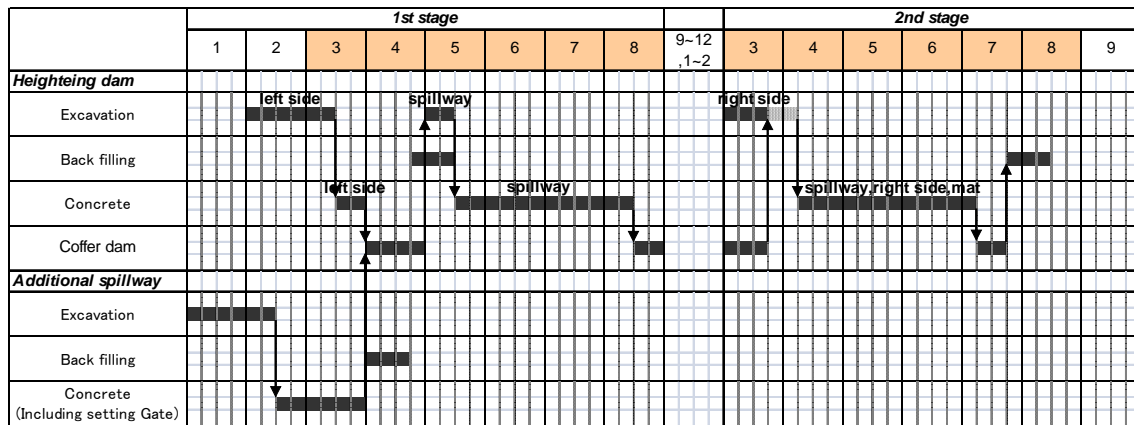 1st stage 2nd stage
1 2 3 4 5 6 7 8 9~12 3 4 5 6 7 8 9
,1~2
Heighteing dam
left side spillway right side
Excavation
Back filling
left side spillway spillway,right side,mat
Concrete
Coffer dam
Additional spillway
Excavation
Back filling
Concrete
(Including setting Gate)